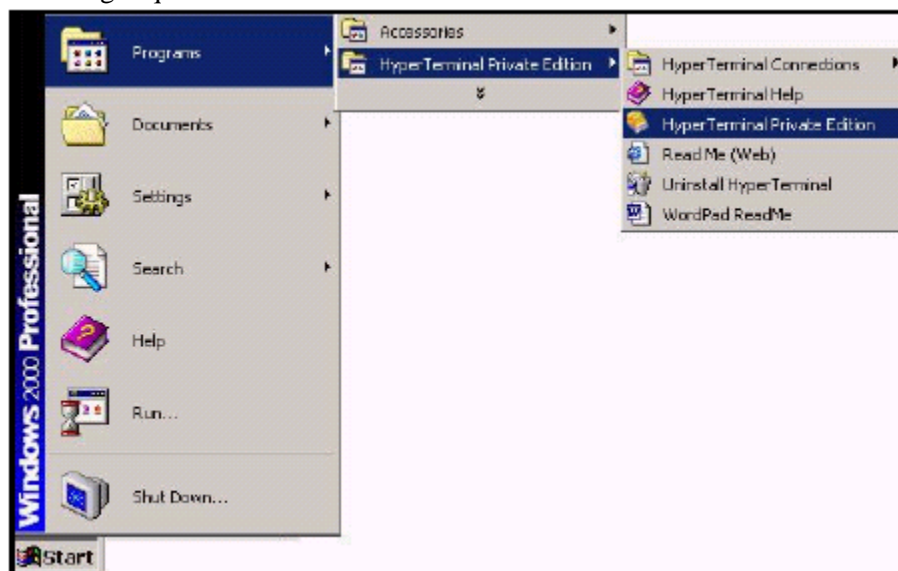 Programs
Documents
Settings
Search
Help
Run...
Shut Down...
Windows 2000 Professional
Start
Accessories
HyperTerminal Private Edition
HyperTerminal Connections
HyperTerminal Help
HyperTerminal Private Edition
Read Me (Web)
Uninstall HyperTerminal
WordPad ReadMe